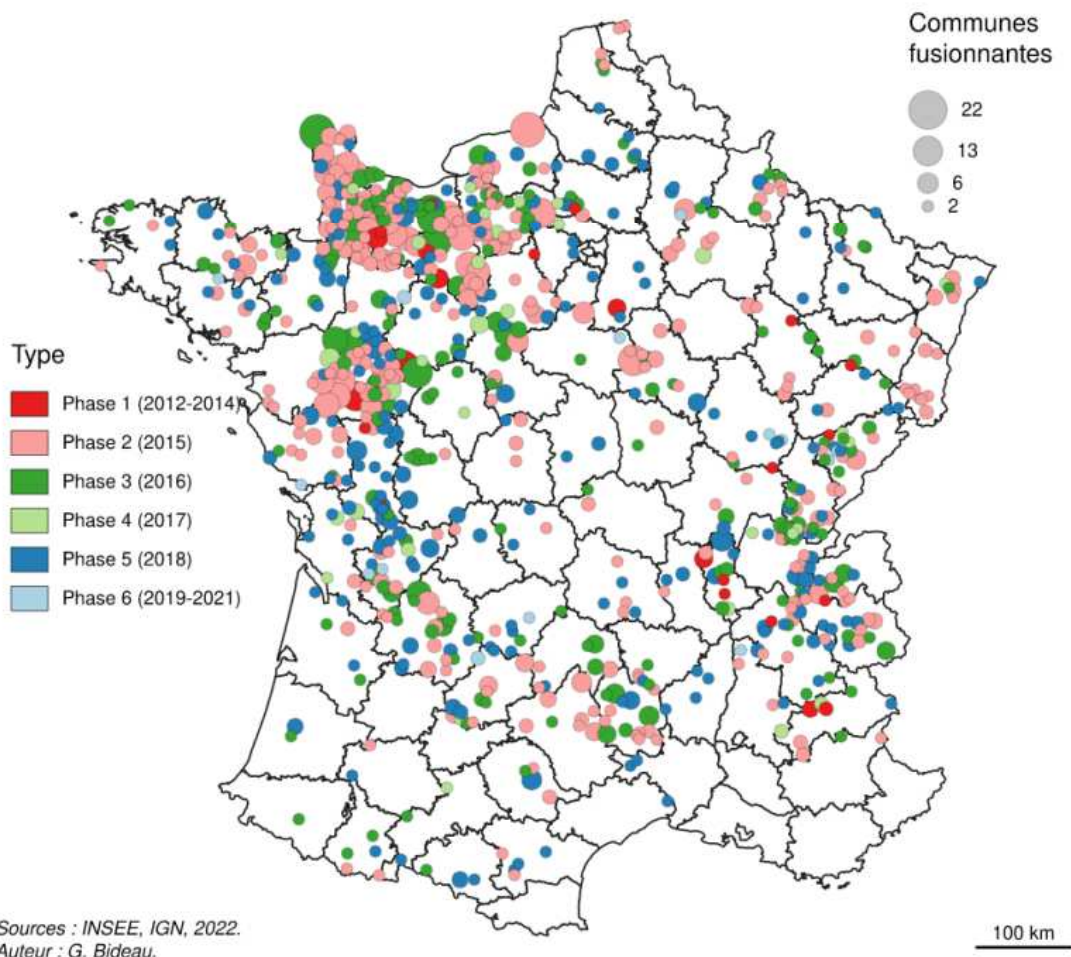 Communes
fusionnantes
22
13
6
2
Type
Phase 1 (2012-2014)
Phase 2 (2015)
Phase 3 (2016)
Phase 4 (2017)
Phase 5 (2018)
Phase 6 (2019-2021)
Sources : INSEE, IGN, 2022.
Auteur : G. Bideau.
100 km